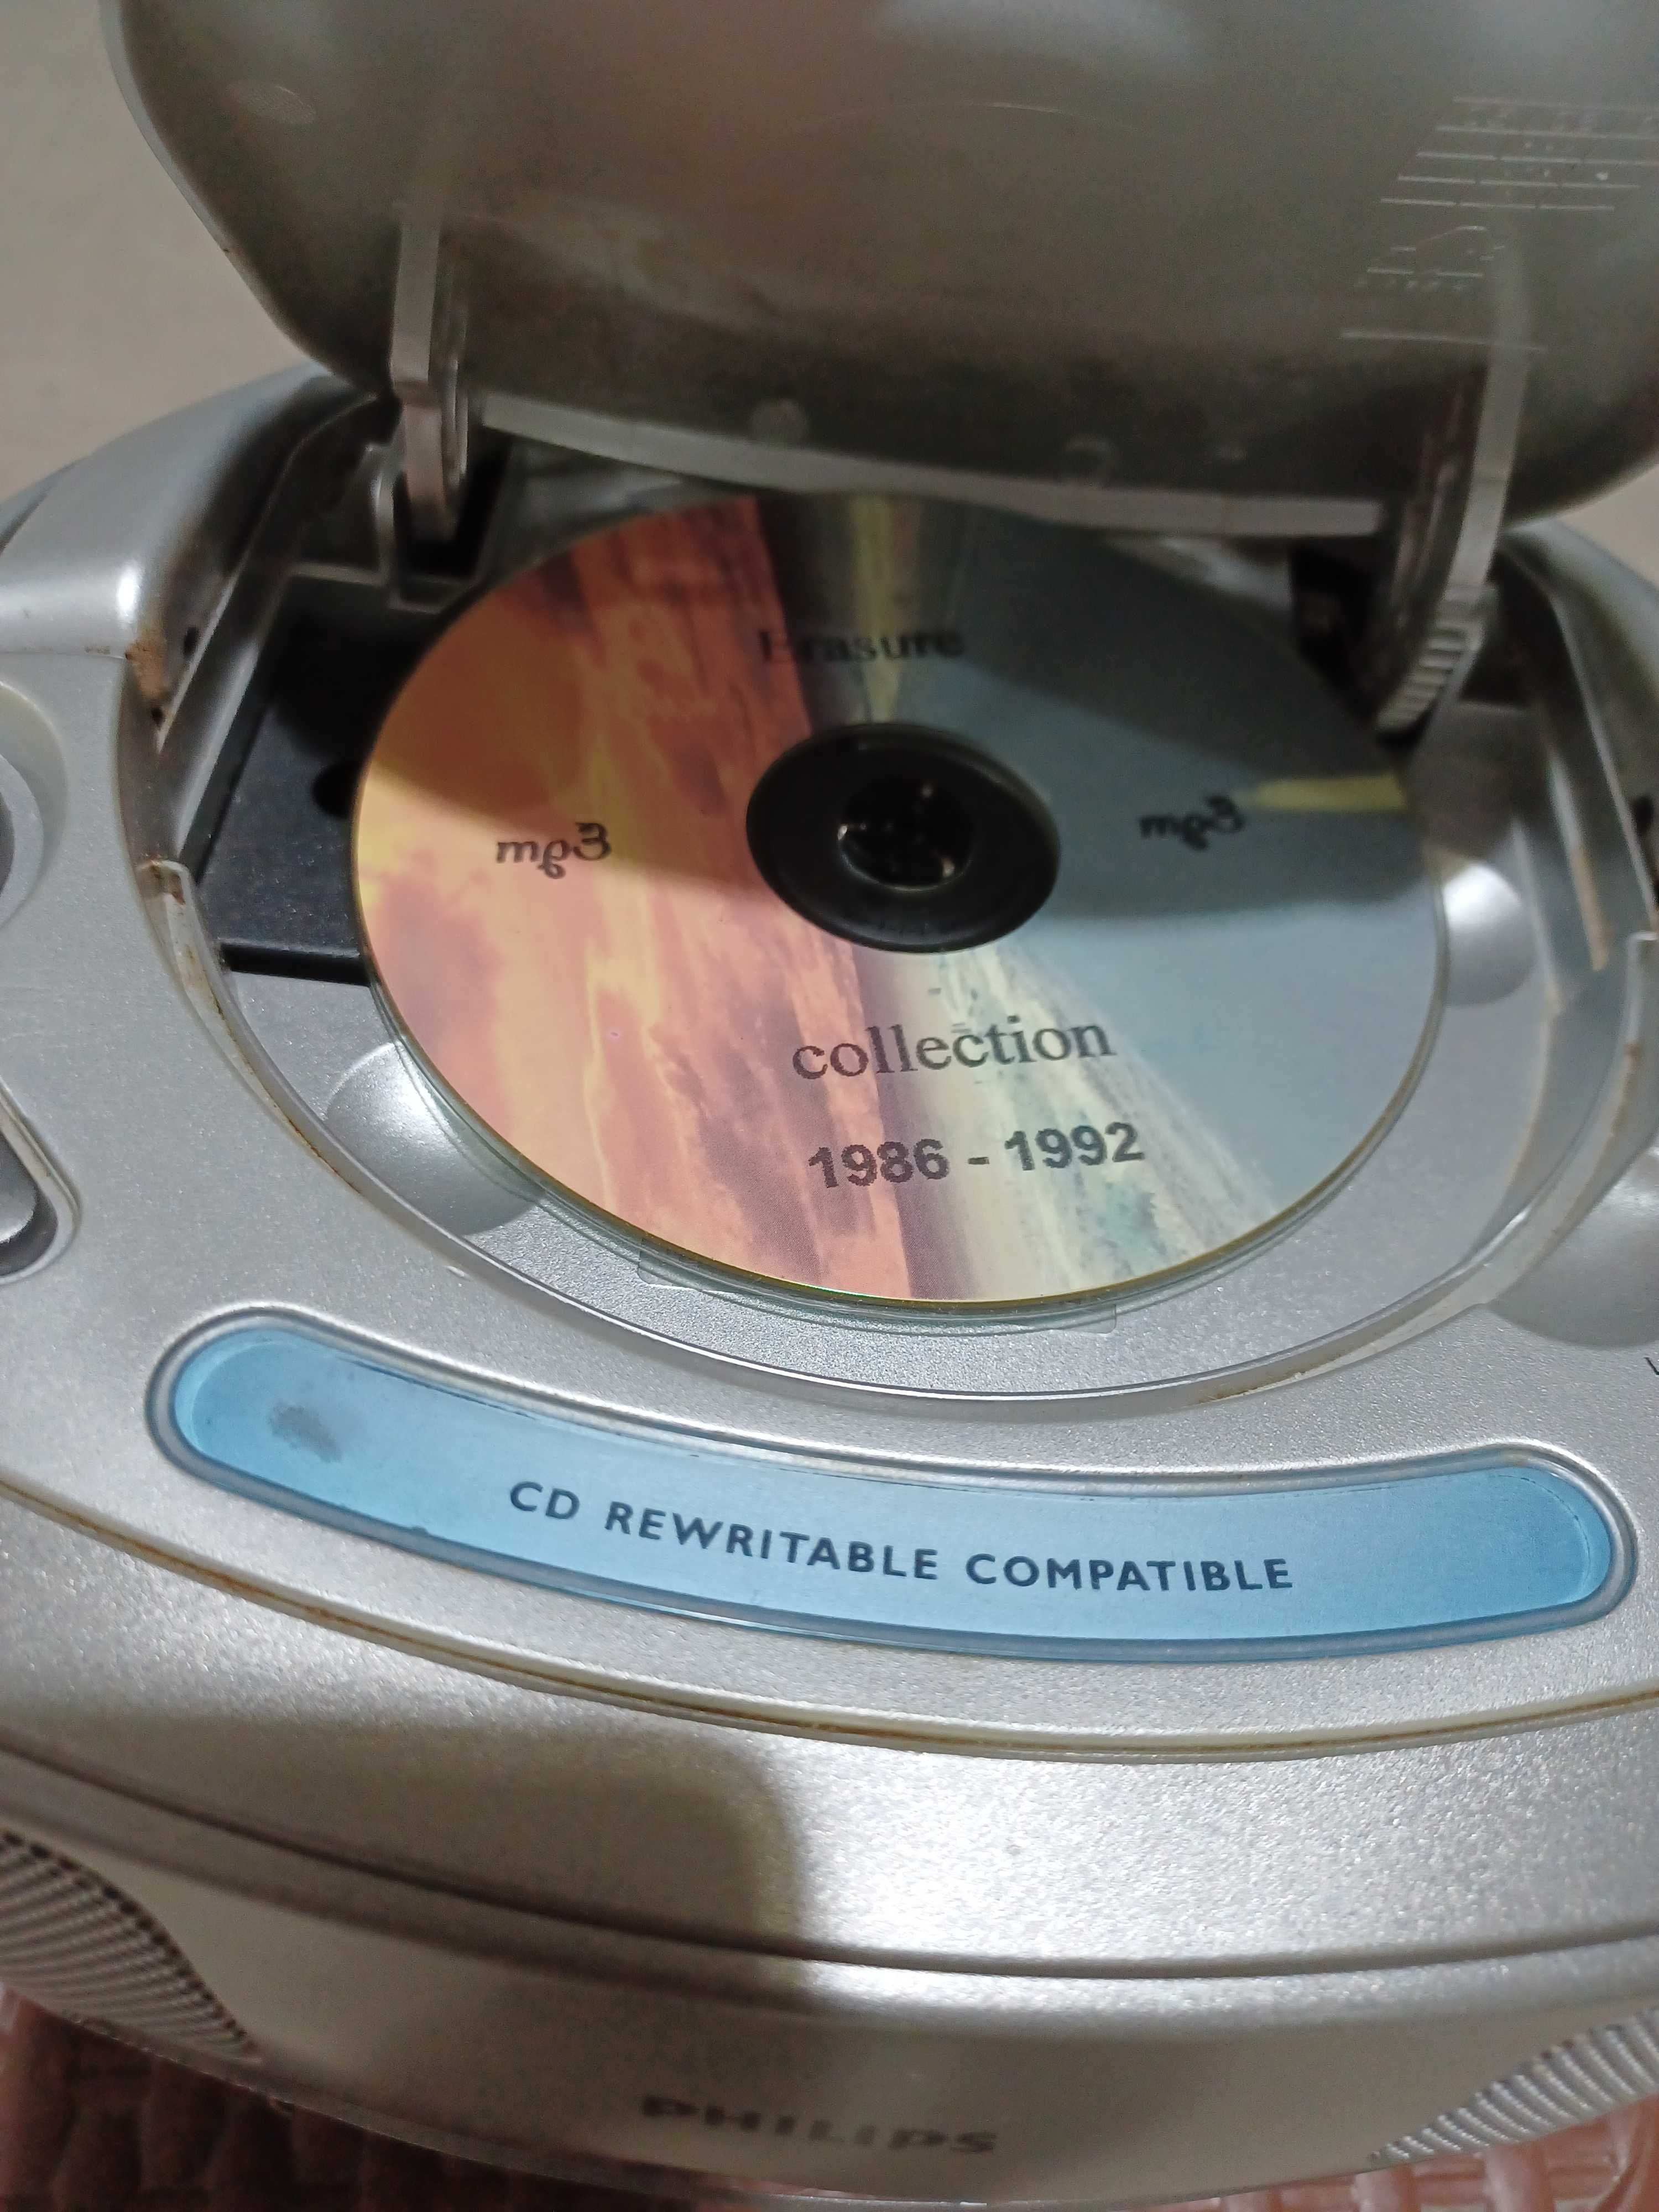 Erasure
mp3
mp3
collection
1986 - 1992
CD REWRITABLE COMPATIBLE
PHILIPS